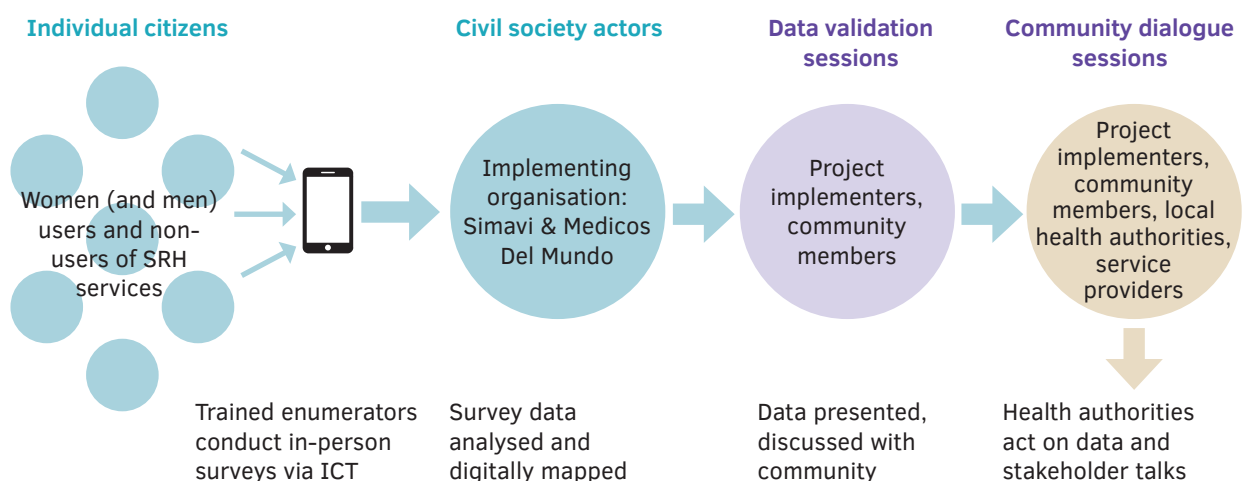 Individual citizens
Civil society actors
Data validation
sessions
Community dialogue
sessions
Women (and men)
users and non-
users of SRH
services
Implementing
organisation:
Simavi & Medicos
Del Mundo
Project
implementers,
community
members
Project
implementers,
community
members, local
health authorities,
service
providers
Trained enumerators
conduct in-person
surveys via ICT
Survey data
analysed and
digitally mapped
Data presented,
discussed with
community
Health authorities
act on data and
stakeholder talks